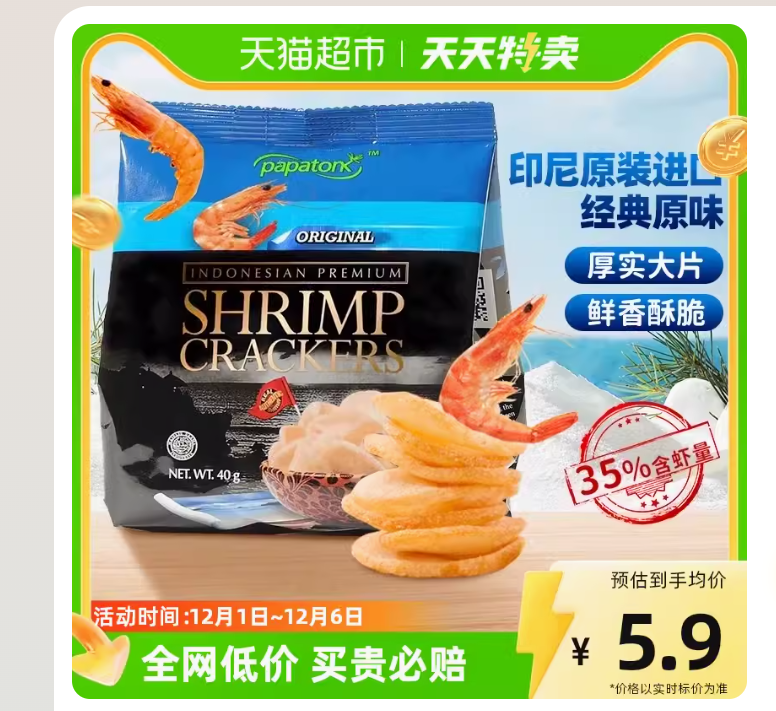 天猫超市 | 天天特卖
papatonk™
ORIGINAL
INDONESIAN PREMIUM
SHRIMP
CRACKERS
NET. WT. 40 g
印尼原装进口
经典原味
厚实大片
鲜香酥脆
35%含虾量
活动时间:12月1日~12月6日
全网低价 买贵必赔
预估到手均价
¥ 5.9
*价格以实时标价为准